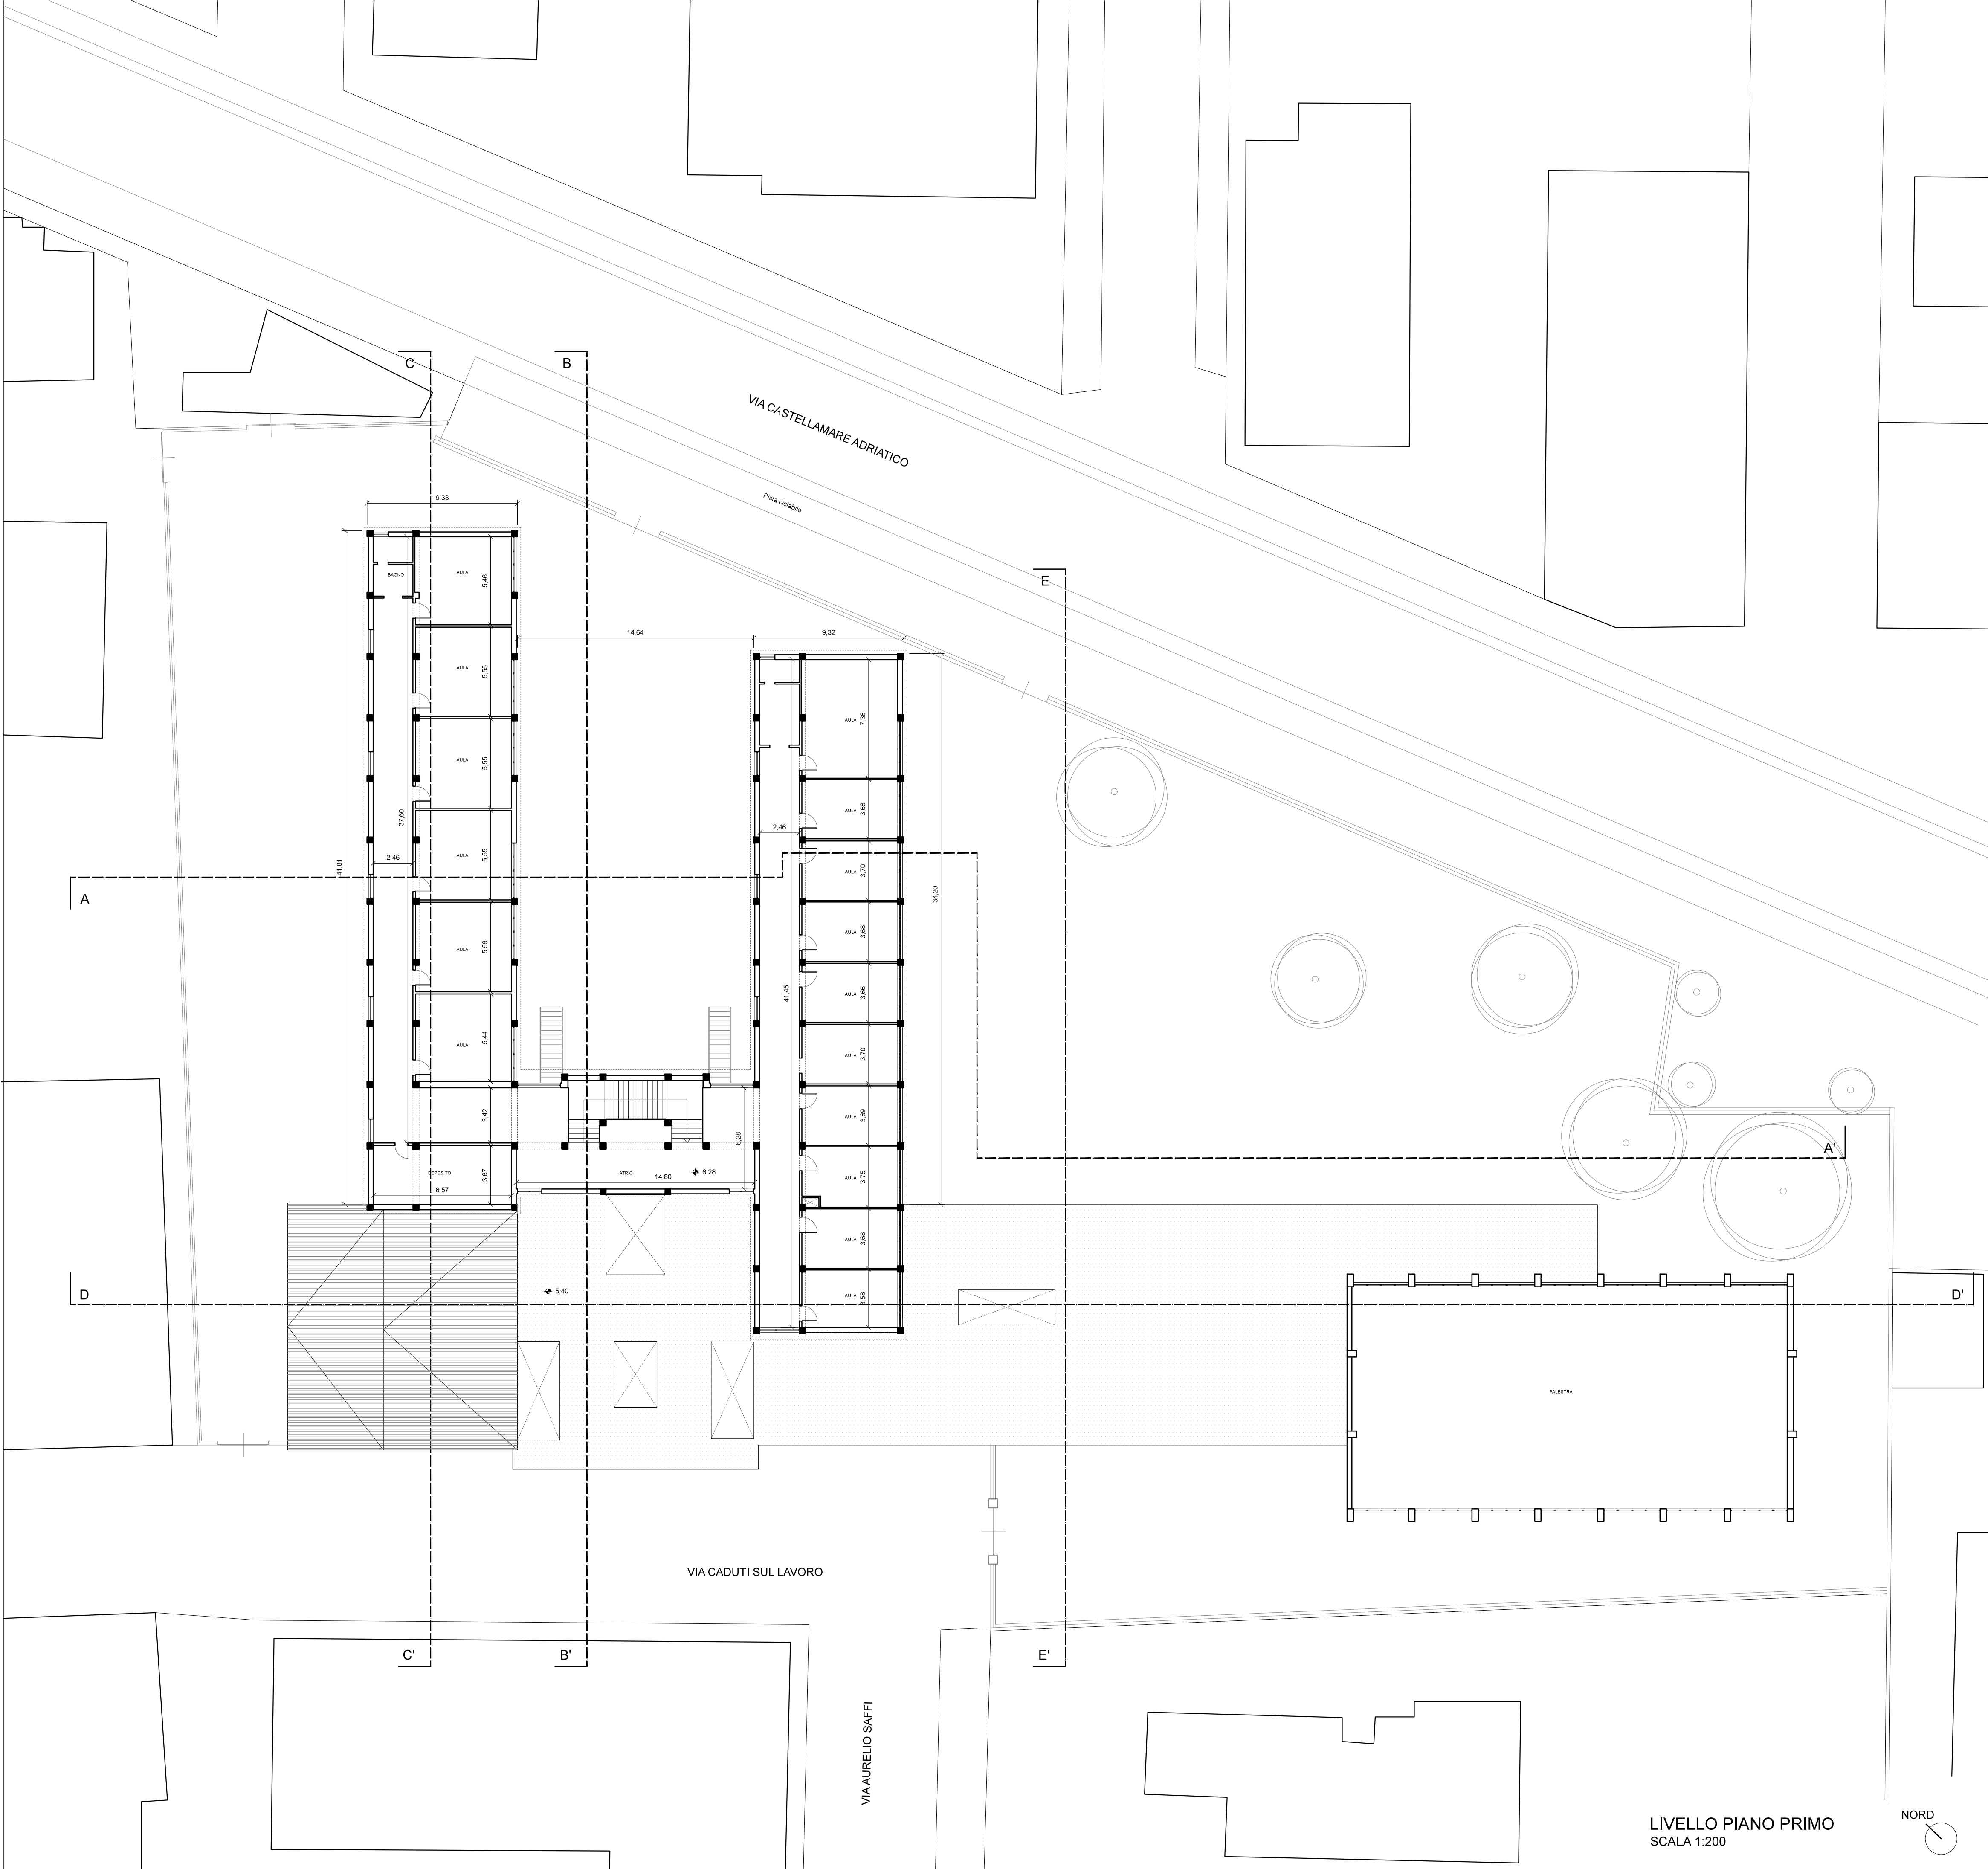 C
B
VIA CASTELLAMARE ADRIATICO
Pista ciclabile
9,33
BAGNO
AULA
5,46
E
14,64
9,32
AULA
5,55
AULA
7,36
AULA
5,55
37,60
2,46
AULA
3,68
41,81
2,46
AULA
5,55
AULA
3,70
34,20
A
AULA
5,56
AULA
3,68
41,45
AULA
3,66
AULA
5,44
AULA
3,70
3,42
AULA
3,69
6,28
A'
DEPOSITO
3,67
ATRIO
6,28
14,80
AULA
3,75
8,57
AULA
3,68
D
5,40
AULA
3,58
D'
PALESTRA
VIA CADUTI SUL LAVORO
C'
B'
E'
VIA AURELIO SAFFI
LIVELLO PIANO PRIMO
SCALA 1:200
NORD